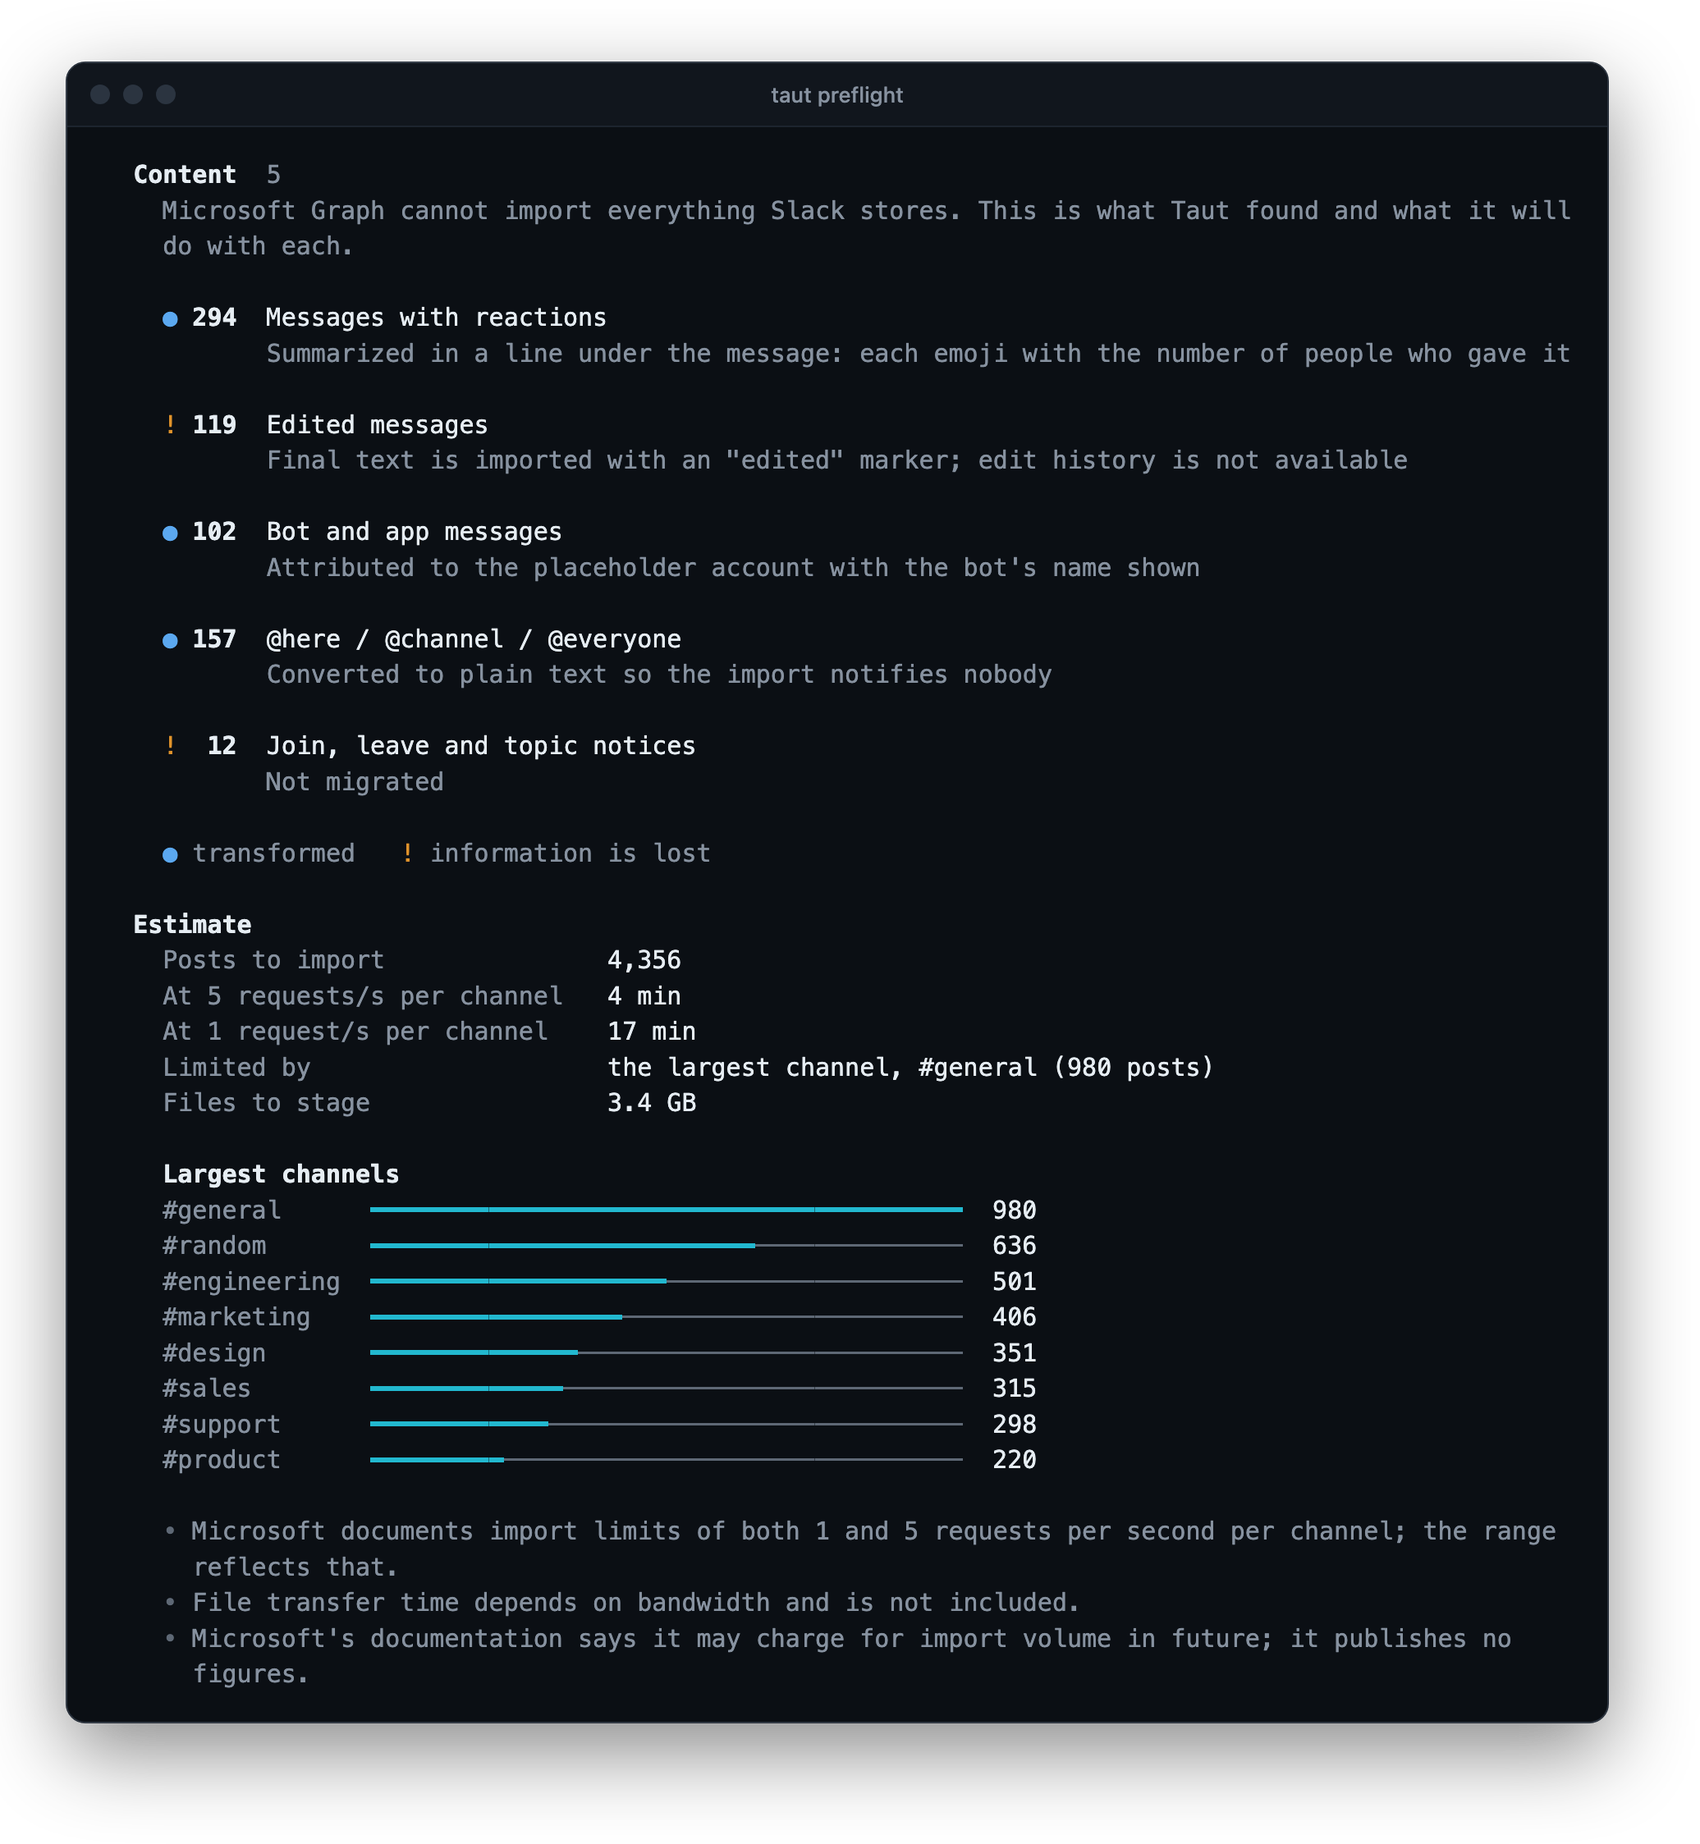 taut preflight
Content 5
Microsoft Graph cannot import everything Slack stores. This is what Taut found and what it will
do with each.
● 294 Messages with reactions
Summarized in a line under the message: each emoji with the number of people who gave it
! 119 Edited messages
Final text is imported with an "edited" marker; edit history is not available
● 102 Bot and app messages
Attributed to the placeholder account with the bot's name shown
● 157 @here / @channel / @everyone
Converted to plain text so the import notifies nobody
! 12 Join, leave and topic notices
Not migrated
● transformed ! information is lost
Estimate
Posts to import 4,356
At 5 requests/s per channel 4 min
At 1 request/s per channel 17 min
Limited by the largest channel, #general (980 posts)
Files to stage 3.4 GB
Largest channels
#general 980
#random 636
#engineering 501
#marketing 406
#design 351
#sales 315
#support 298
#product 220
• Microsoft documents import limits of both 1 and 5 requests per second per channel; the range
reflects that.
• File transfer time depends on bandwidth and is not included.
• Microsoft's documentation says it may charge for import volume in future; it publishes no
figures.